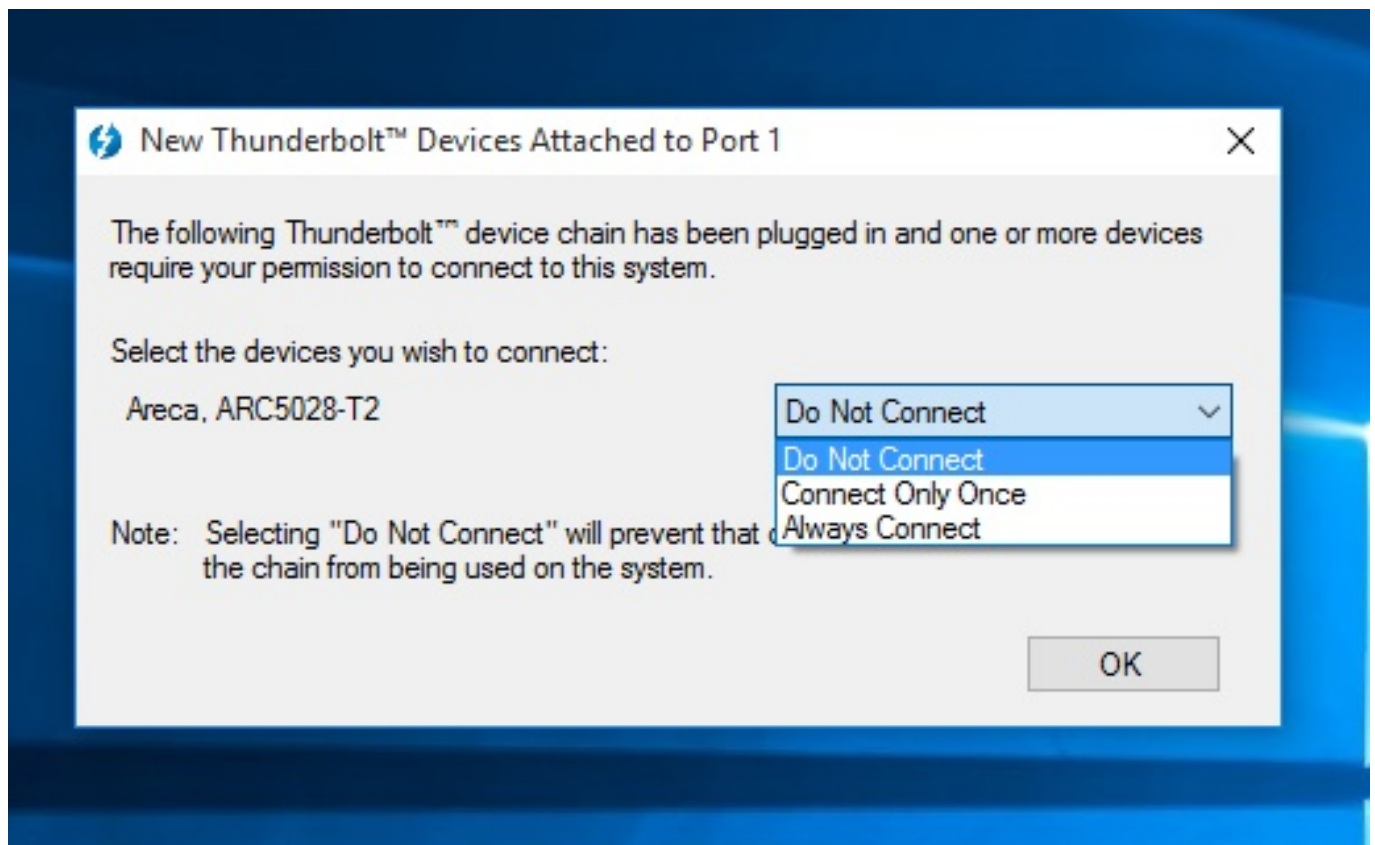 New Thunderbolt™ Devices Attached to Port 1
The following Thunderbolt™ device chain has been plugged in and one or more devices
require your permission to connect to this system.
Select the devices you wish to connect:
Areca, ARC5028-T2
Do Not Connect
Do Not Connect
Connect Only Once
Always Connect
Note: Selecting "Do Not Connect" will prevent that
the chain from being used on the system.
OK